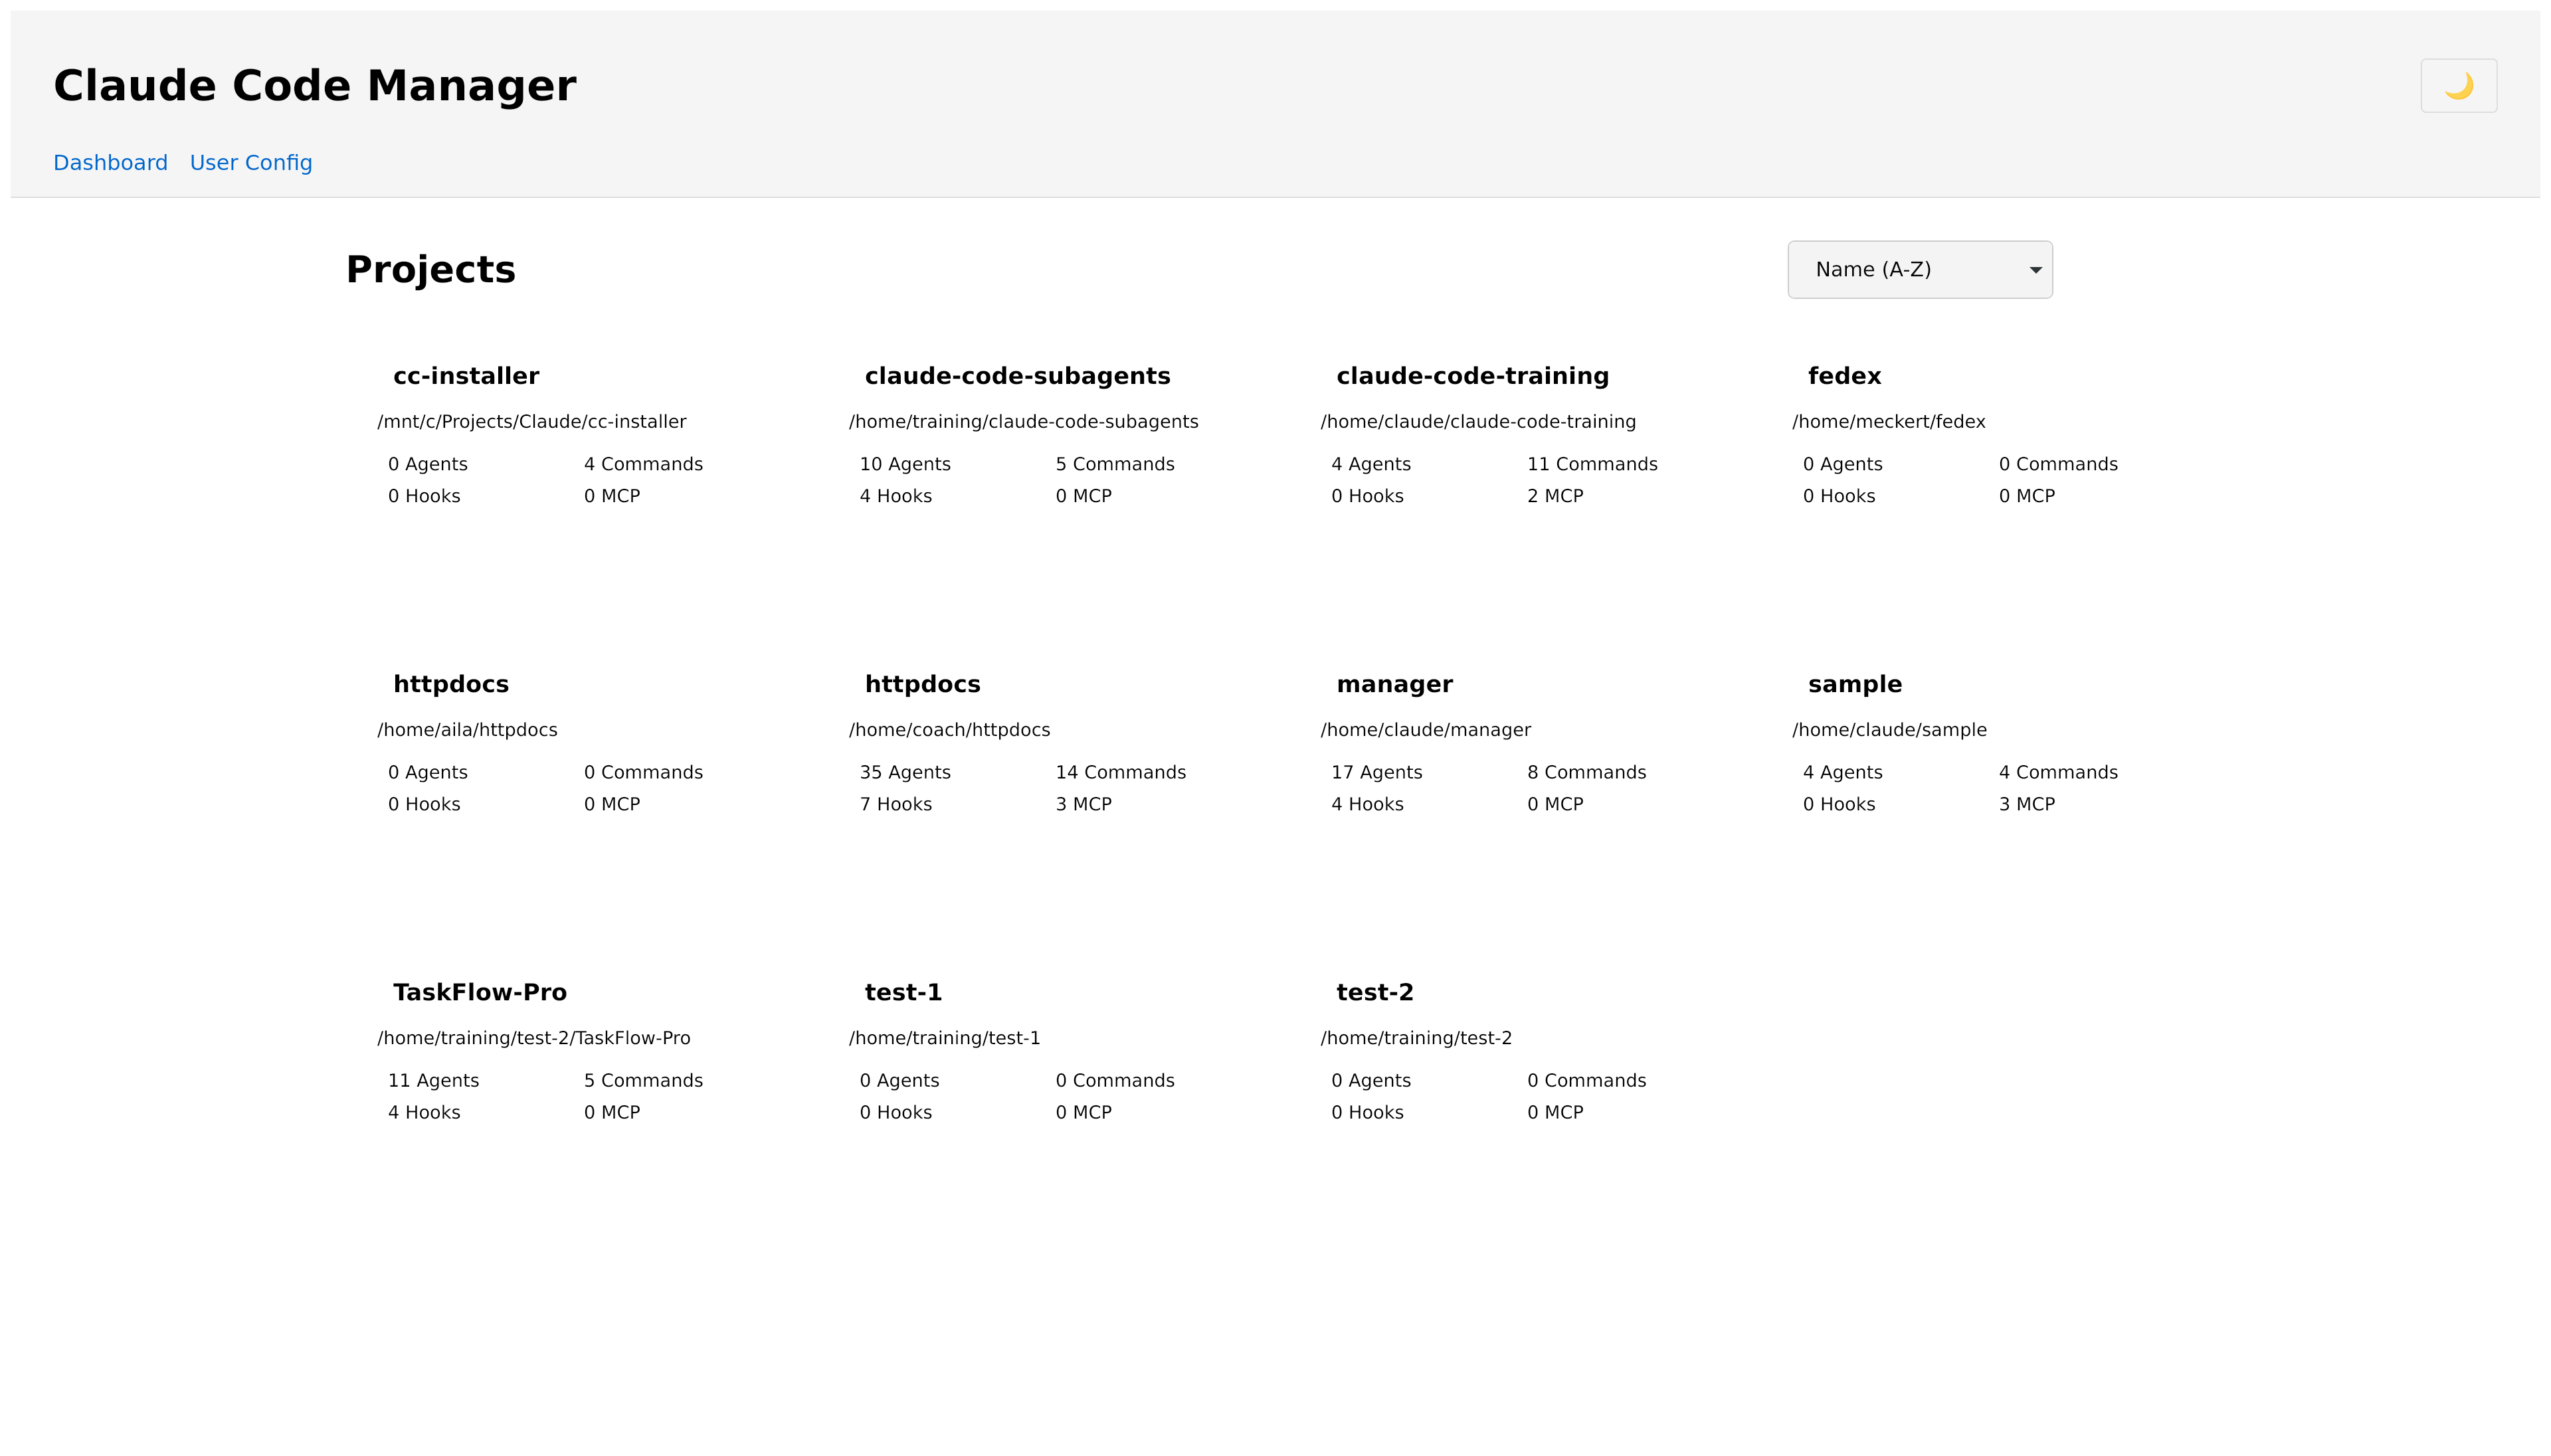 Claude Code Manager
🌙
Dashboard User Config
Projects
Name (A-Z)
cc-installer
/mnt/c/Projects/Claude/cc-installer
0 Agents 4 Commands
0 Hooks 0 MCP
claude-code-subagents
/home/training/claude-code-subagents
10 Agents 5 Commands
4 Hooks 0 MCP
claude-code-training
/home/claude/claude-code-training
4 Agents 11 Commands
0 Hooks 2 MCP
fedex
/home/meckert/fedex
0 Agents 0 Commands
0 Hooks 0 MCP
httpdocs
/home/aila/httpdocs
0 Agents 0 Commands
0 Hooks 0 MCP
httpdocs
/home/coach/httpdocs
35 Agents 14 Commands
7 Hooks 3 MCP
manager
/home/claude/manager
17 Agents 8 Commands
4 Hooks 0 MCP
sample
/home/claude/sample
4 Agents 4 Commands
0 Hooks 3 MCP
TaskFlow-Pro
/home/training/test-2/TaskFlow-Pro
11 Agents 5 Commands
4 Hooks 0 MCP
test-1
/home/training/test-1
0 Agents 0 Commands
0 Hooks 0 MCP
test-2
/home/training/test-2
0 Agents 0 Commands
0 Hooks 0 MCP